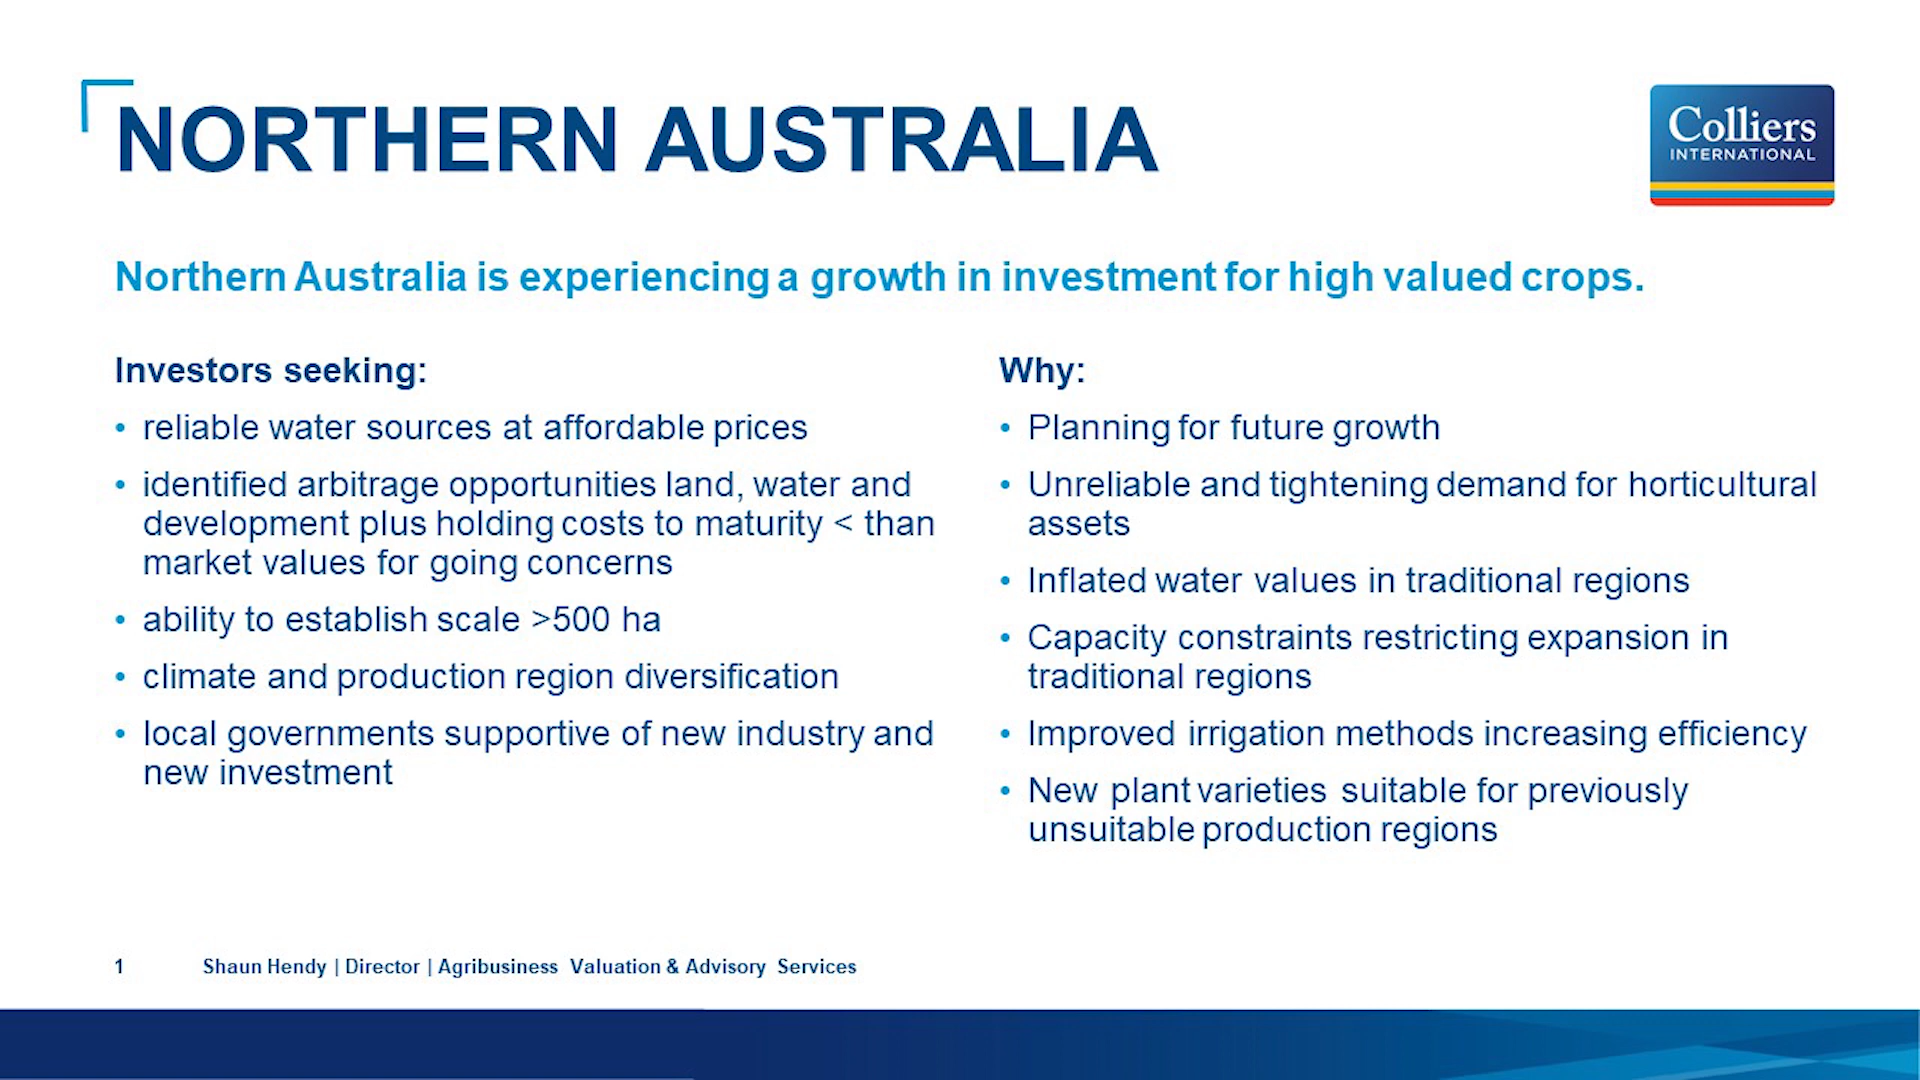 NORTHERN AUSTRALIA
Colliers
INTERNATIONAL
Northern Australia is experiencing a growth in investment for high valued crops.
Investors seeking:
• reliable water sources at affordable prices
• identified arbitrage opportunities land, water and
development plus holding costs to maturity < than
market values for going concerns
• ability to establish scale >500 ha
• climate and production region diversification
• local governments supportive of new industry and
new investment
Why:
• Planning for future growth
• Unreliable and tightening demand for horticultural
assets
• Inflated water values in traditional regions
• Capacity constraints restricting expansion in
traditional regions
• Improved irrigation methods increasing efficiency
• New plant varieties suitable for previously
unsuitable production regions
1 Shaun Hendy | Director | Agribusiness Valuation & Advisory Services